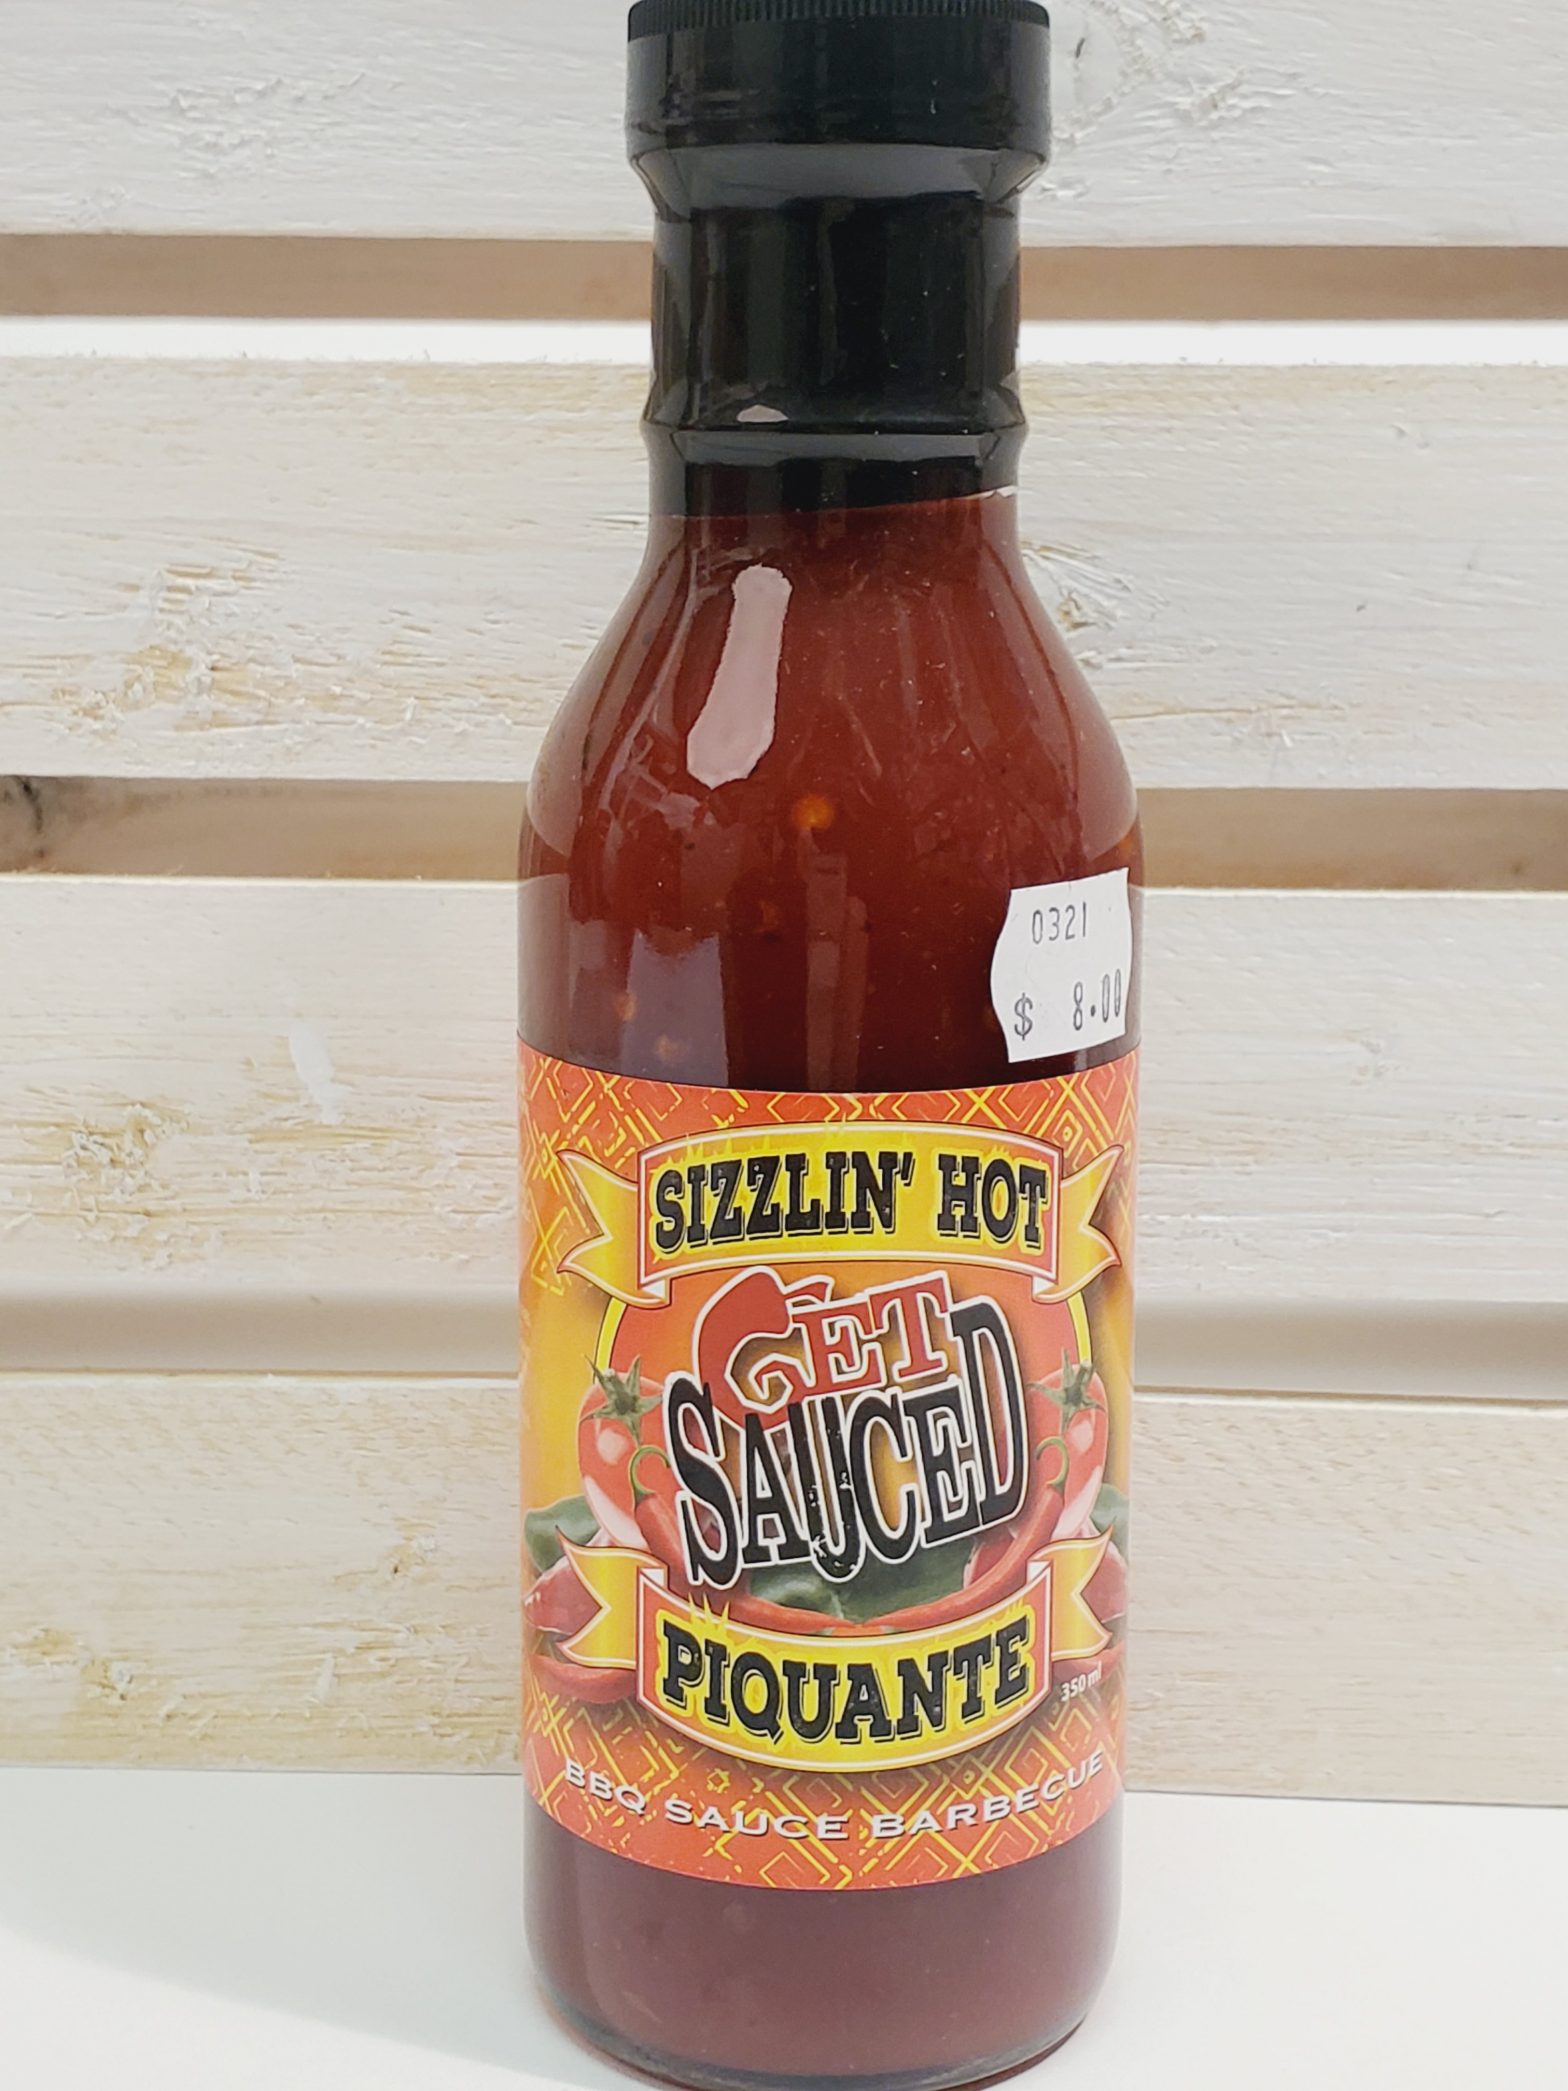 0321
$ 8.00
SIZZLIN' HOT
GET
SAUCED
PIQUANTE
350 ml
BBQ SAUCE BARBECUE